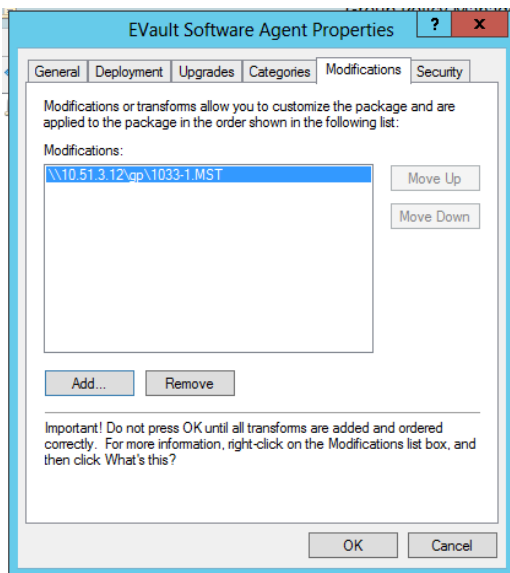 EVault Software Agent Properties
?
x
General
Deployment
Upgrades
Categories
Modifications
Security
Modifications or transforms allow you to customize the package and are
applied to the package in the order shown in the following list:
Modifications:
\\10.51.3.12\gp\1033-1.MST
Move Up
Move Down
Add...
Remove
Important! Do not press OK until all transforms are added and ordered
correctly. For more information, right-click on the Modifications list box, and
then click What's this?
OK
Cancel